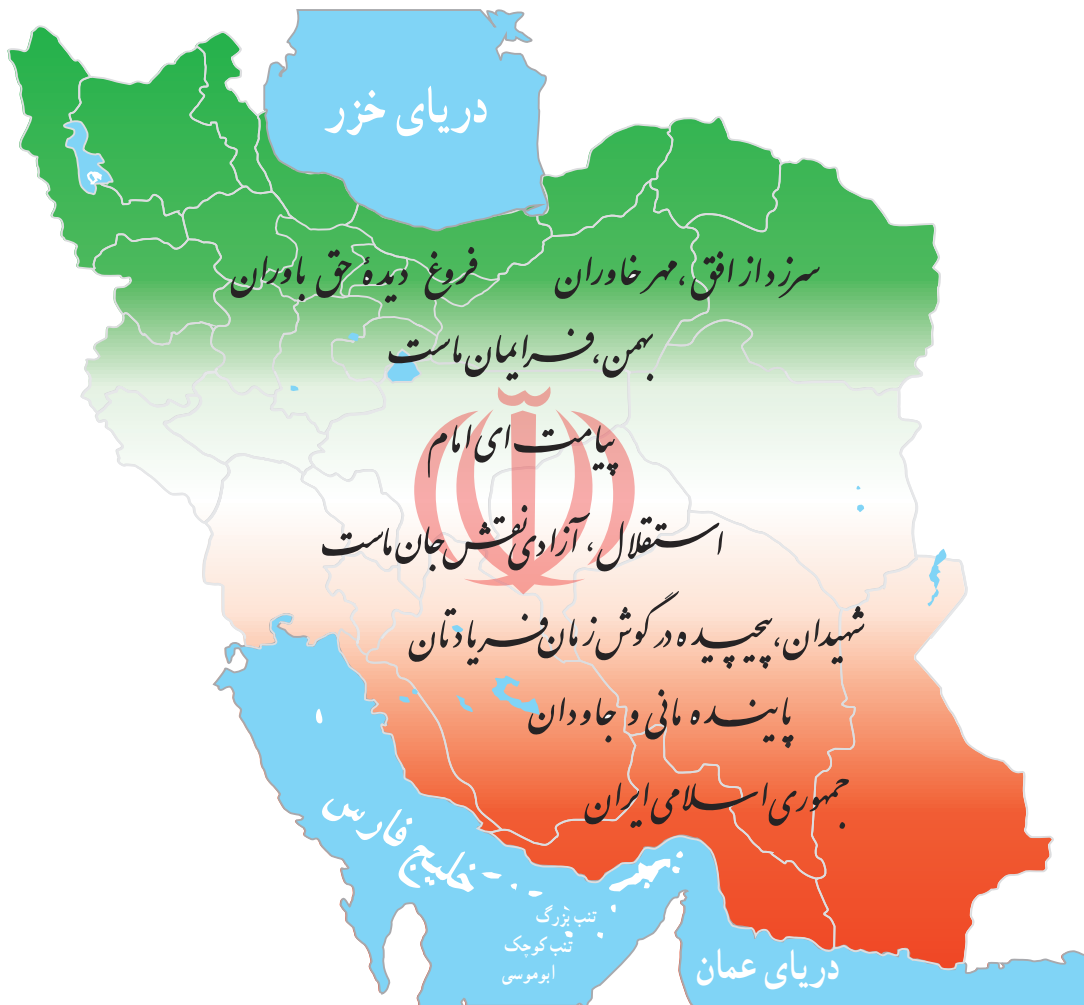 دریای خزر
سرزد از افق، مهر خاوران فروغ دیدهٔ حق باوران
بهمن، فر ایمان ماست
پیامت ای امام
استقلال، آزادی نقش جان ماست
شهیدان، پیچیده در گوش زمان فریادتان
پاینده مانی و جاودان
جمهوری اسلامی ایران
خلیج فارس
تنب بزرگ
تنب کوچک
ابوموسی
دریای عمان